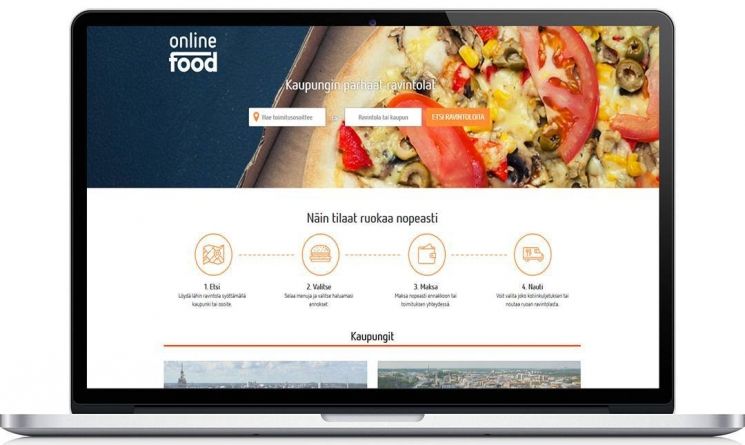 online
food
Kaupungin parhaat ravintolat
Hae toimitusosoittee
Ravintola tai kaupun
ETSI RAVINTOLOITA
Näin tilaat ruokaa nopeasti
1. Etsi
2. Valitse
3. Maksa
4. Nauti
Löydä lähin ravintola syöttämällä
kaupunki tai osoite.
Selaa menuja ja valitse haluamasi
annokset.
Maksa nopeasti ennakkoon tai
toimituksen yhteydessä.
Voit valita joko kotiinkuljetuksen tai
noutaa ruoan ravintolasta.
Kaupungit